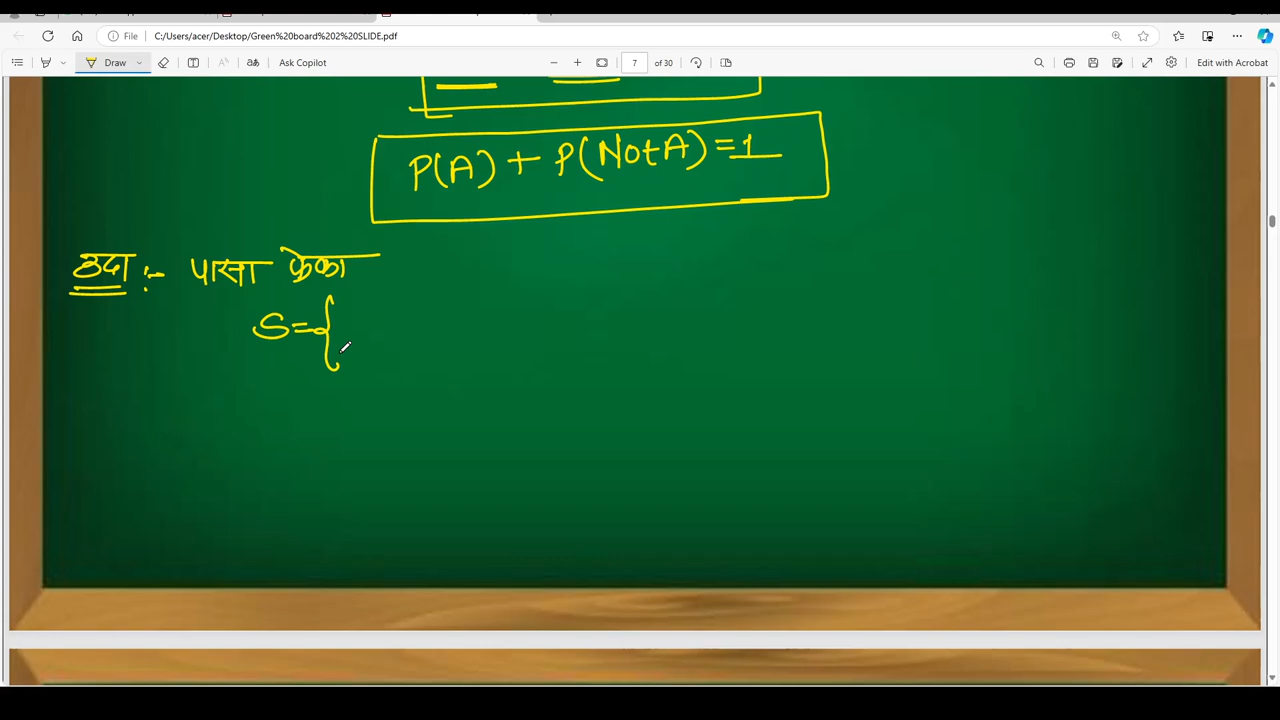 File
C:/Users/acer/Desktop/Green%20board%202%20SLIDE.pdf
Draw
Ask Copilot
7 of 30
Edit with Acrobat
P(A) + P(Not A) = 1
उदा :- पासा फेंका
S = {